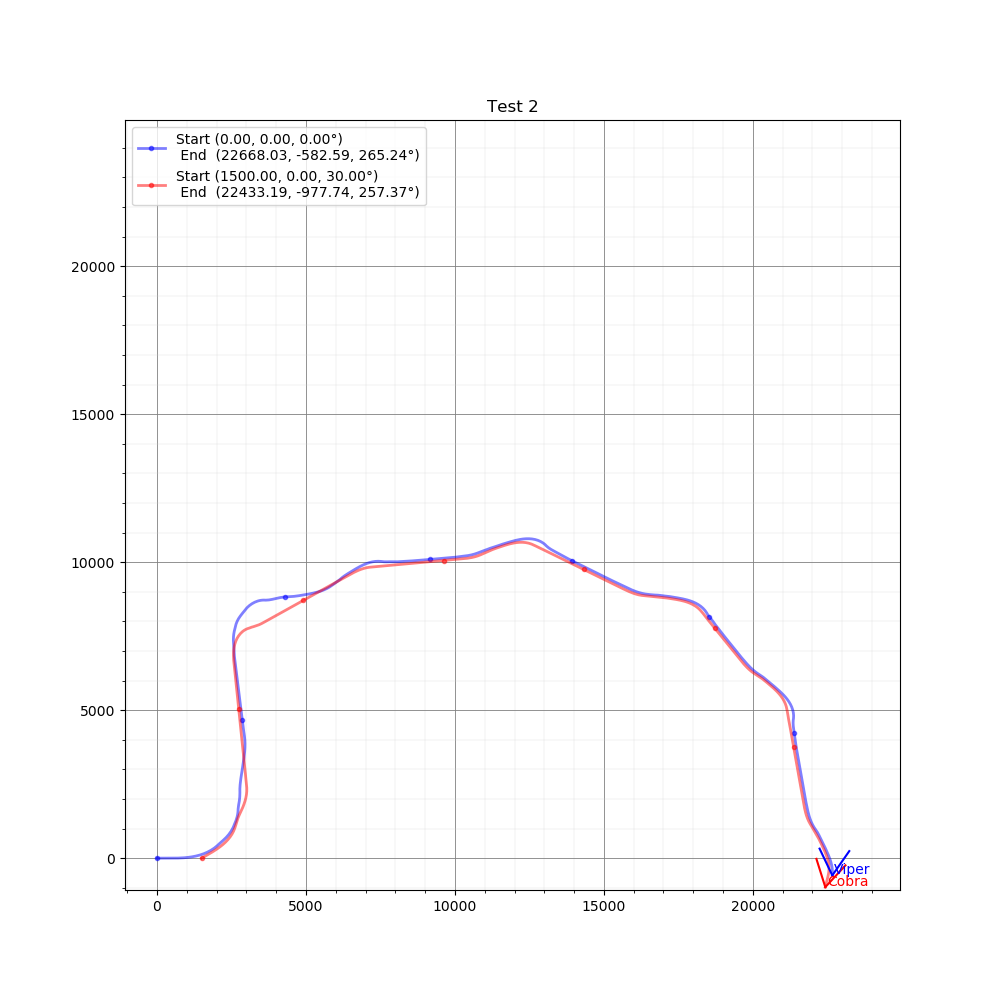 Test 2
Start (0.00, 0.00, 0.00°)
End (22668.03, -582.59, 265.24°)
Start (1500.00, 0.00, 30.00°)
End (22433.19, -977.74, 257.37°)
20000
15000
10000
5000
0
Viper
Cobra
0
5000
10000
15000
20000